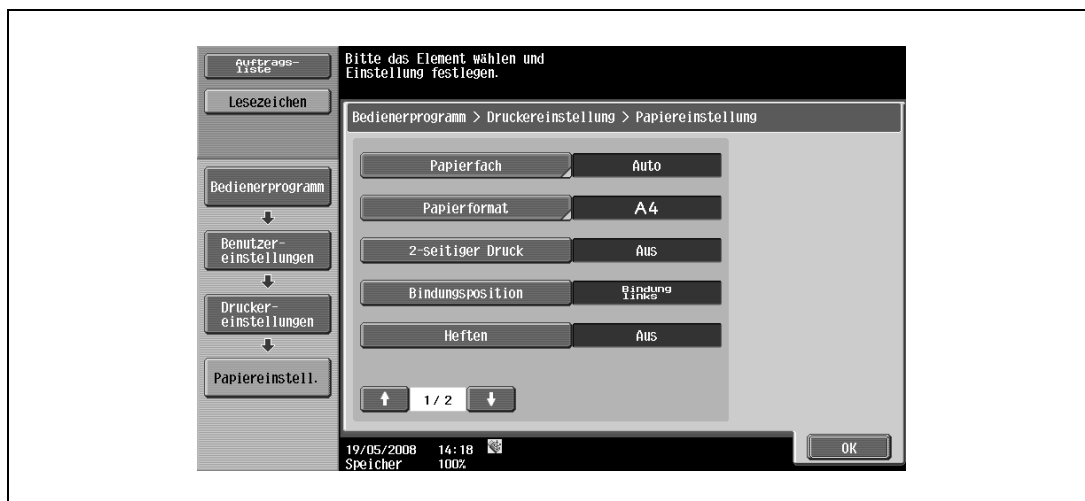 Auftrags-
liste
Lesezeichen
Bedienerprogramm
Benutzer-
einstellungen
Drucker-
einstellungen
Papiereinstell.
Bitte das Element wählen und
Einstellung festlegen.
Bedienerprogramm > Druckereinstellung > Papiereinstellung
Papierfach Auto
Papierformat A4
2-seitiger Druck Aus
Bindungsposition Bindung
links
Heften Aus
1/2
19/05/2008 14:18
Speicher 100%
OK